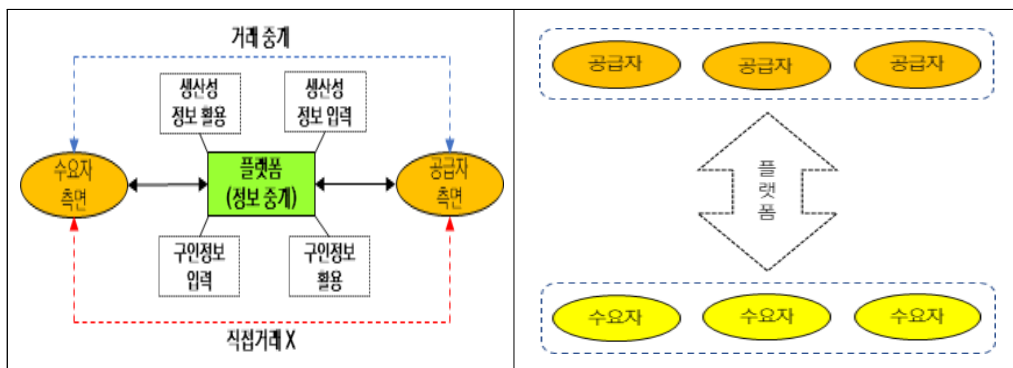 거래 중개
생산성
정보 활용
생산성
정보 입력
수요자
측면
플랫폼
(정보 중개)
공급자
측면
구인정보
입력
구인정보
활용
직접거래 X
공급자
공급자
공급자
플
랫
폼
수요자
수요자
수요자